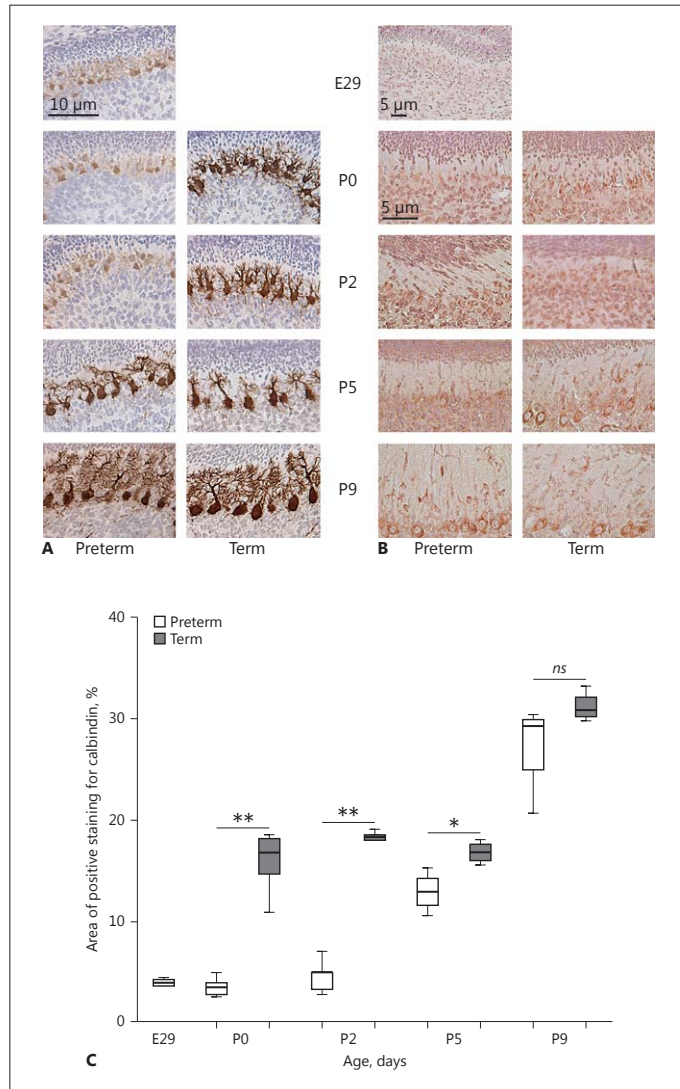 E29
10 µm
5 µm
P0
5 µm
P2
P5
P9
A Preterm Term
B Preterm Term
40
30
20
10
0
Area of positive staining for calbindin, %
Preterm
Term
**
**
*
ns
E29 P0 P2 P5 P9
Age, days
C